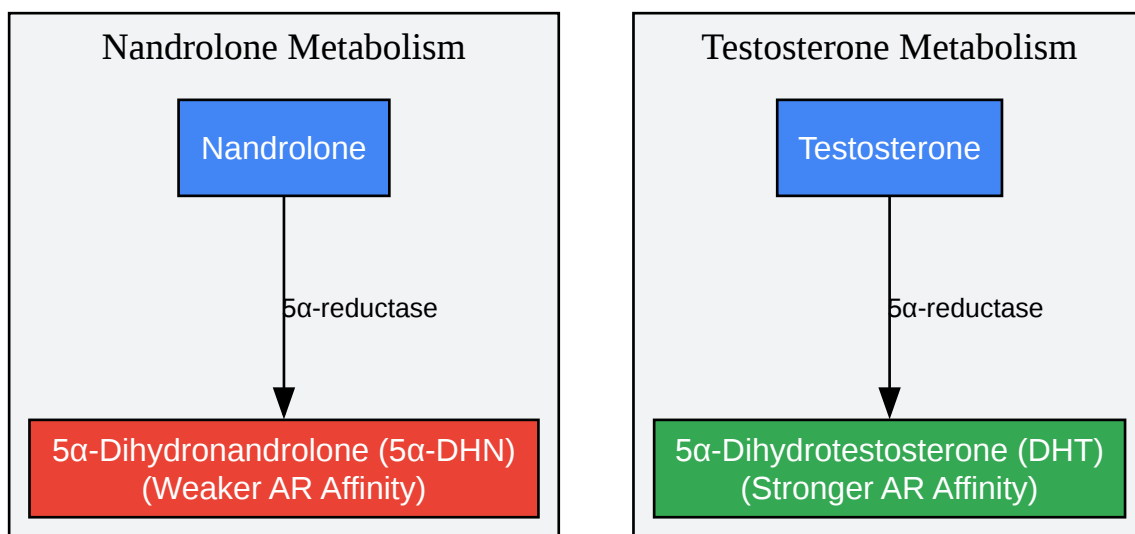 Nandrolone Metabolism
Nandrolone
5α-reductase
5α-Dihydronandrolone (5α-DHN)
(Weaker AR Affinity)
Testosterone Metabolism
Testosterone
5α-reductase
5α-Dihydrotestosterone (DHT)
(Stronger AR Affinity)